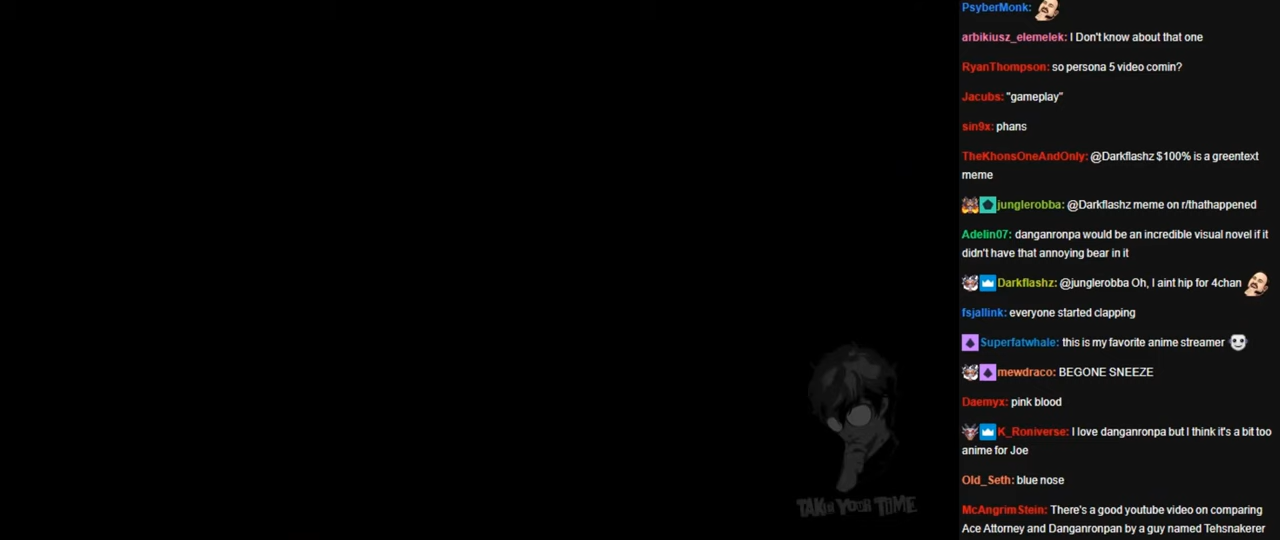 PsyberMonk:
arbikiusz_elemelek: I Don't know about that one
RyanThompson: so persona 5 video comin?
Jacubs: "gameplay"
sin9x: phans
TheKhonsOneAndOnly: @Darkflashz $100% is a greentext
meme
junglerobba: @Darkflashz meme on r/thathappened
Adelin07: danganronpa would be an incredible visual novel if it
didn't have that annoying bear in it
Darkflashz: @junglerobba Oh, I aint hip for 4chan
fsjallink: everyone started clapping
Superfatwhale: this is my favorite anime streamer
mewdraco: BEGONE SNEEZE
Daemyx: pink blood
K_Roniverse: I love danganronpa but I think it's a bit too
anime for Joe
Old_Seth: blue nose
McAngrimStein: There's a good youtube video on comparing
Ace Attorney and Danganronpan by a guy named Tehsnakerer
TAKE YOUR TIME